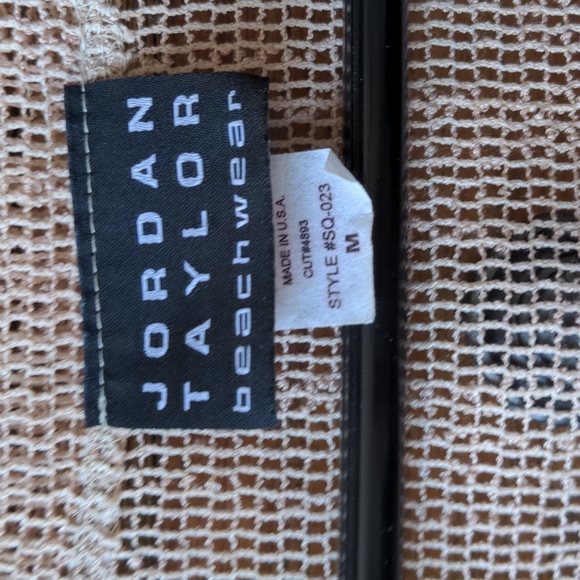 JORDAN
TAYLOR
beachwear
MADE IN U.S.A.
CUT#4893
STYLE #SQ-023
M